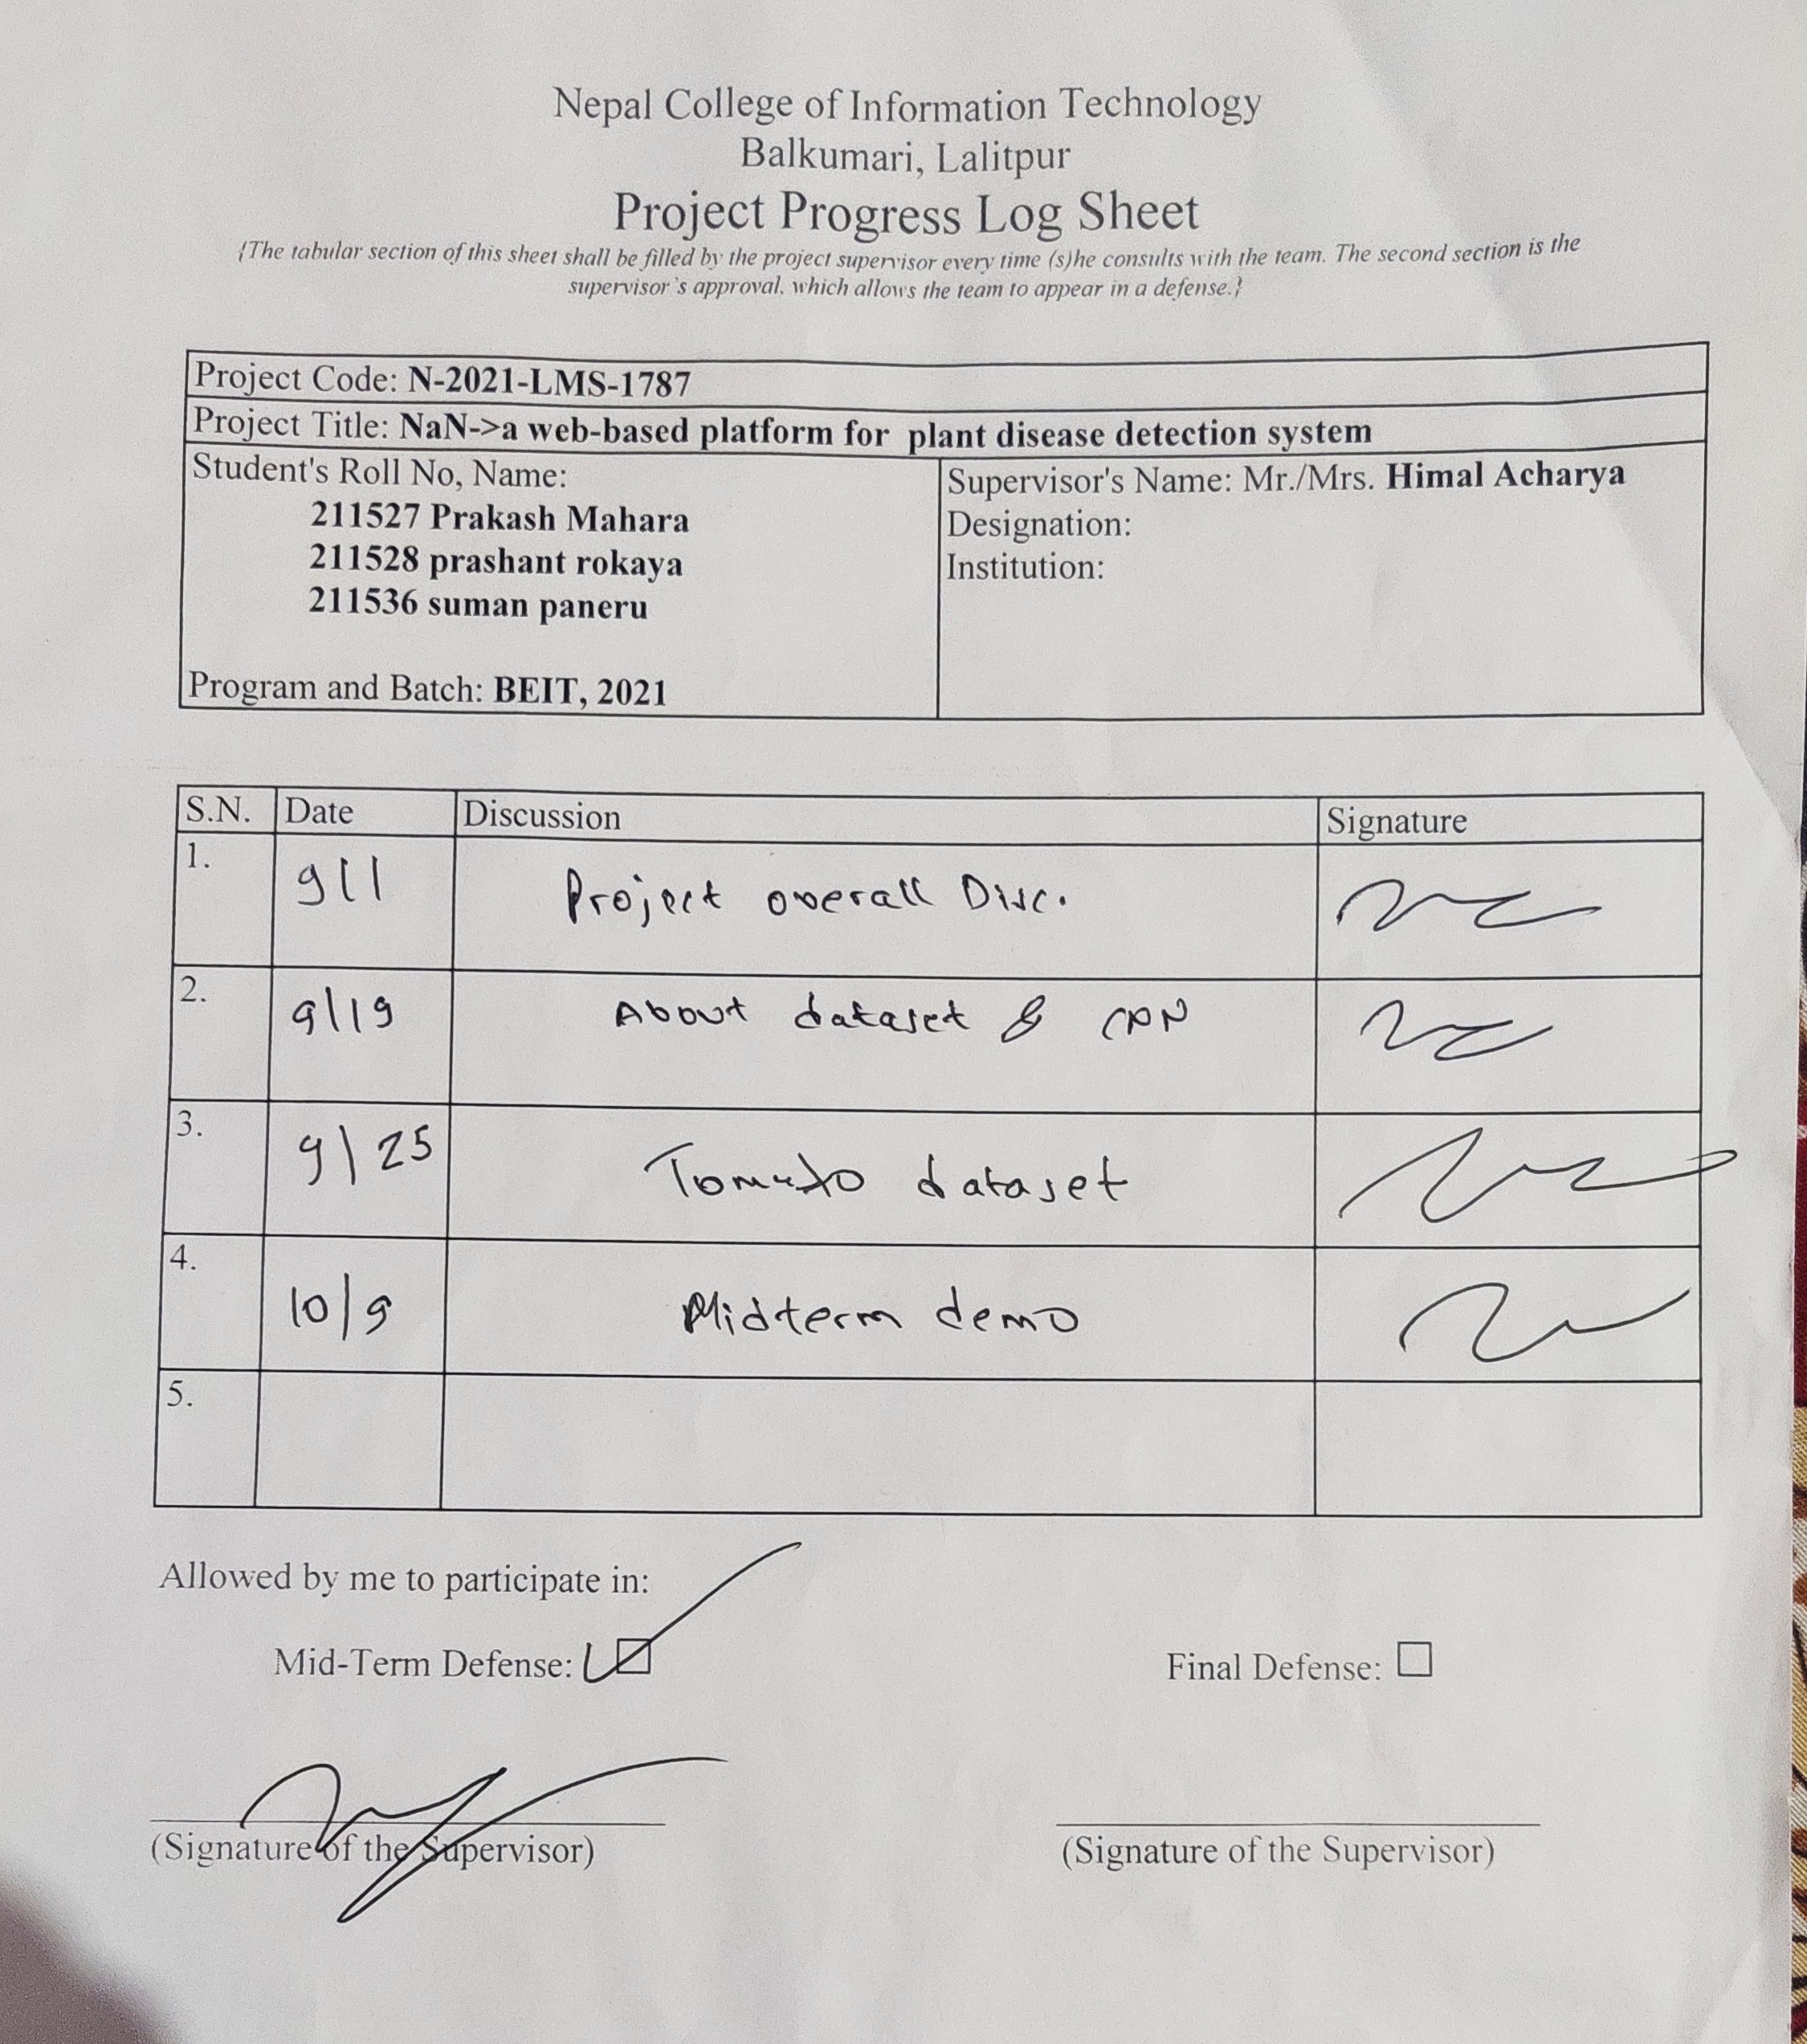 Nepal College of Information Technology
Balkumari, Lalitpur
Project Progress Log Sheet
{The tabular section of this sheet shall be filled by the project supervisor every time (s)he consults with the team. The second section is the
supervisor's approval, which allows the team to appear in a defense.}
Project Code: N-2021-LMS-1787
Project Title: NaN->a web-based platform for plant disease detection system
Student's Roll No, Name:
211527 Prakash Mahara
211528 prashant rokaya
211536 suman paneru
Program and Batch: BEIT, 2021
Supervisor's Name: Mr./Mrs. Himal Acharya
Designation:
Institution:
S.N. Date Discussion Signature
1. 9/1 Project overall Disc.
2. 9/19 About dataset & CNN
3. 9/25 Tomato dataset
4. 10/9 Midterm demo
5.
Allowed by me to participate in:
Mid-Term Defense: Final Defense:
(Signature of the Supervisor) (Signature of the Supervisor)